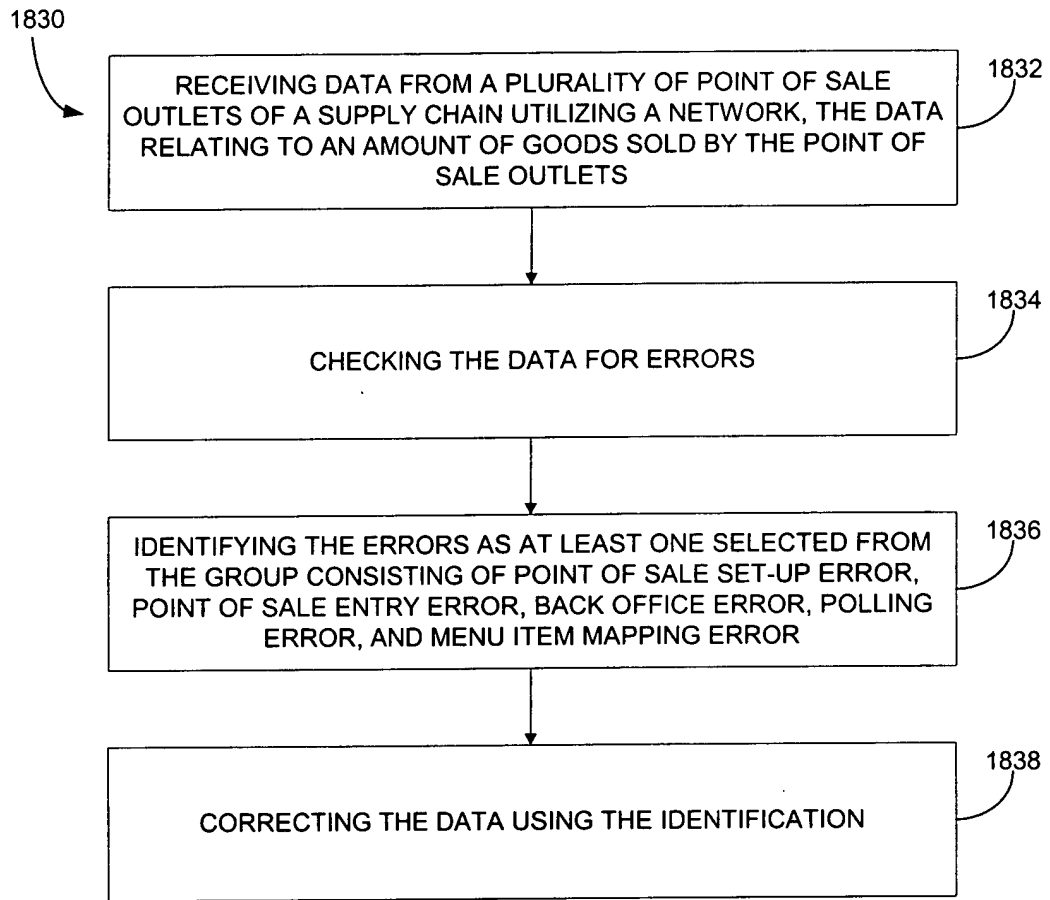 1830
RECEIVING DATA FROM A PLURALITY OF POINT OF SALE
OUTLETS OF A SUPPLY CHAIN UTILIZING A NETWORK, THE DATA
RELATING TO AN AMOUNT OF GOODS SOLD BY THE POINT OF
SALE OUTLETS
1832
CHECKING THE DATA FOR ERRORS
1834
IDENTIFYING THE ERRORS AS AT LEAST ONE SELECTED FROM
THE GROUP CONSISTING OF POINT OF SALE SET-UP ERROR,
POINT OF SALE ENTRY ERROR, BACK OFFICE ERROR, POLLING
ERROR, AND MENU ITEM MAPPING ERROR
1836
CORRECTING THE DATA USING THE IDENTIFICATION
1838